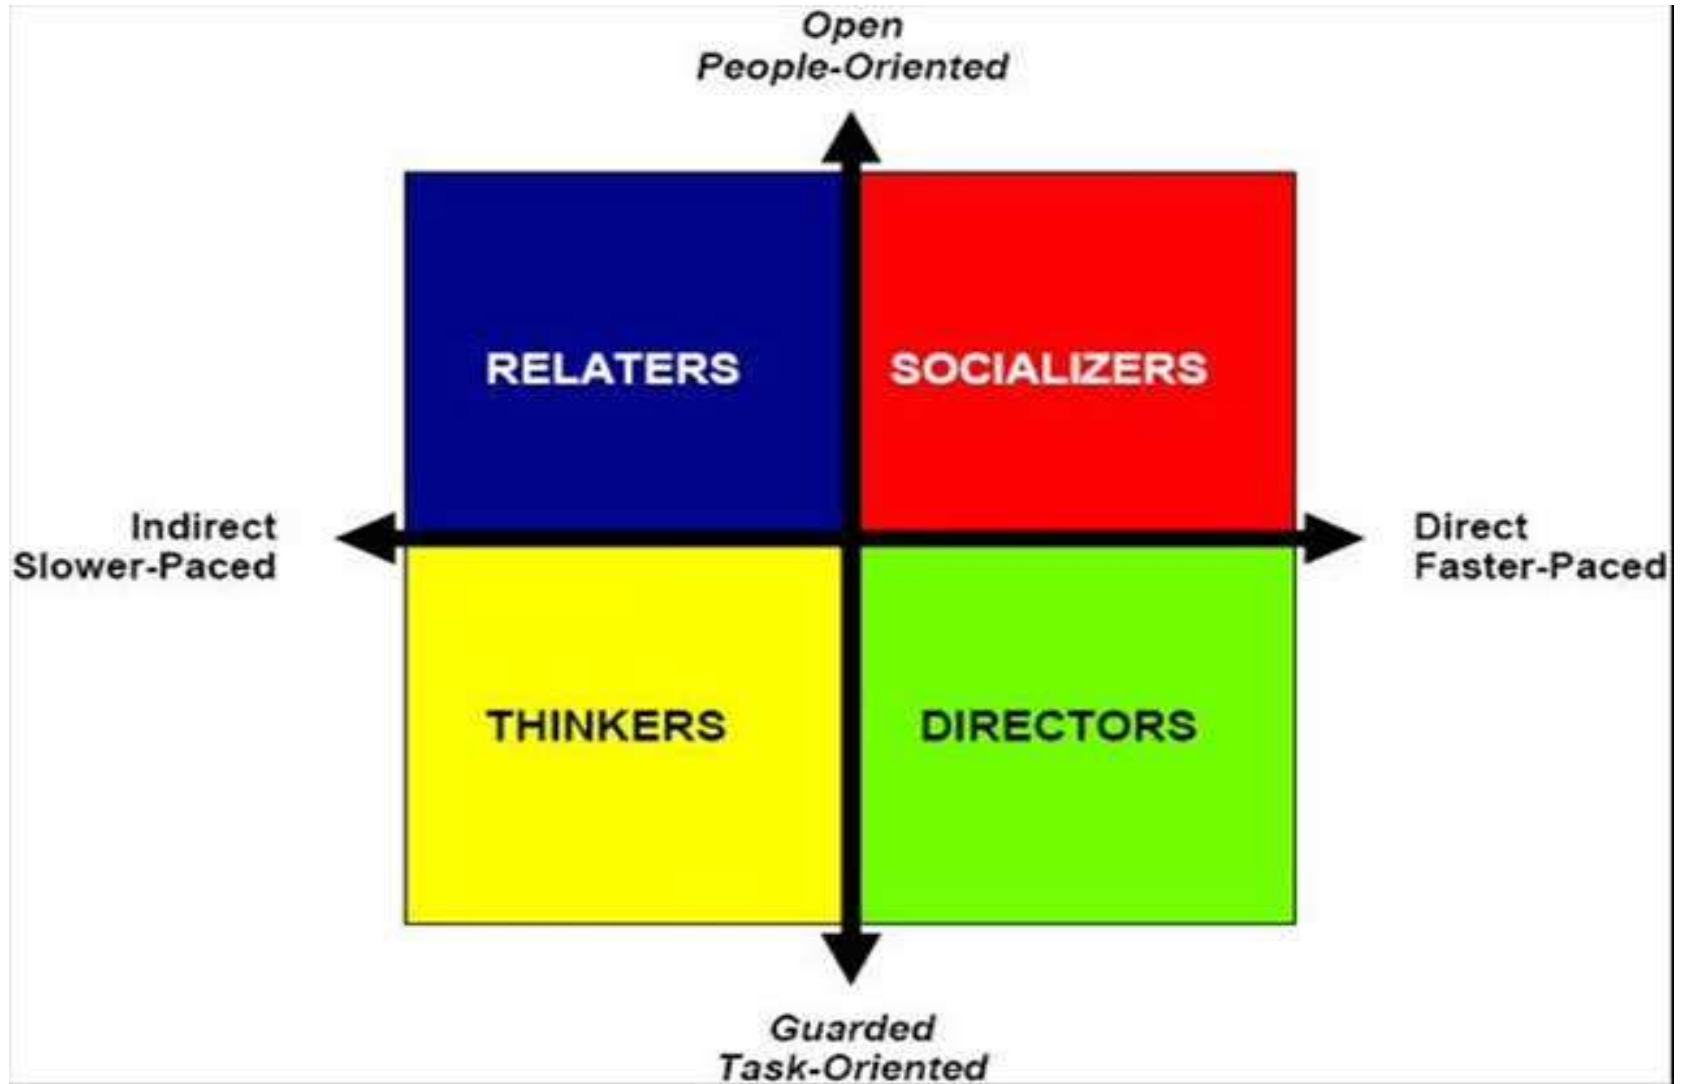 Open
People-Oriented
RELATERS
SOCIALIZERS
Indirect
Slower-Paced
Direct
Faster-Paced
THINKERS
DIRECTORS
Guarded
Task-Oriented